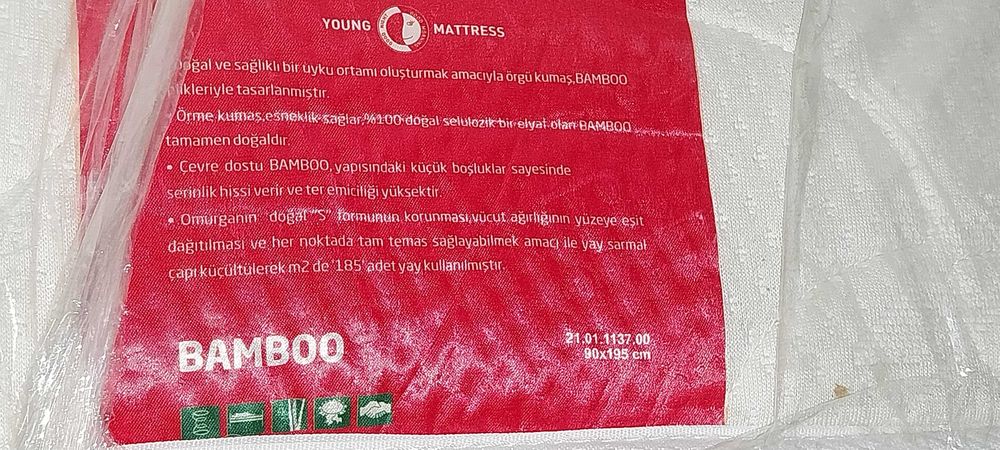 YOUNG MATTRESS
oğal ve sağlıklı bir uyku ortamı oluşturmak amacıyla örgü kumaş,BAMBOO
likleriyle tasarlanmıştır.
Örme kumaş,esneklik sağlar,%100 doğal selulozik bir elyaf olan BAMBOO
tamamen doğaldır.
• Çevre dostu BAMBOO,yapısındaki küçük boşluklar sayesinde
serinlik hissi verir ve ter emiciliği yüksektir.
• Omurganın doğal "S" formunun korunması,vücut ağırlığının yüzeye eşit
dağıtılması ve her noktada tam temas sağlayabilmek amacı ile yay sarmal
çapı küçültülerek m2 de '185' adet yay kullanılmıştır.
BAMBOO
21.01.1137.00
90x195 cm